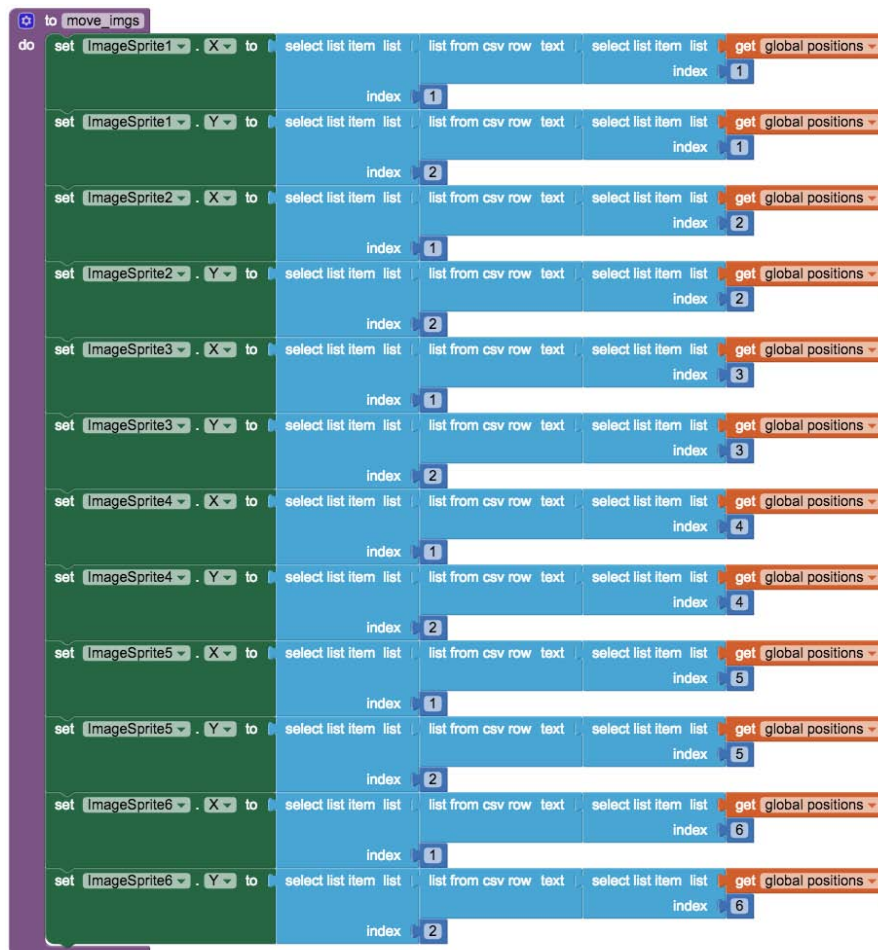 to move_imgs
do set ImageSprite1 . X to select list item list list from csv row text select list item list get global positions
index 1
index 1
set ImageSprite1 . Y to select list item list list from csv row text select list item list get global positions
index 1
index 2
set ImageSprite2 . X to select list item list list from csv row text select list item list get global positions
index 2
index 1
set ImageSprite2 . Y to select list item list list from csv row text select list item list get global positions
index 2
index 2
set ImageSprite3 . X to select list item list list from csv row text select list item list get global positions
index 3
index 1
set ImageSprite3 . Y to select list item list list from csv row text select list item list get global positions
index 3
index 2
set ImageSprite4 . X to select list item list list from csv row text select list item list get global positions
index 4
index 1
set ImageSprite4 . Y to select list item list list from csv row text select list item list get global positions
index 4
index 2
set ImageSprite5 . X to select list item list list from csv row text select list item list get global positions
index 5
index 1
set ImageSprite5 . Y to select list item list list from csv row text select list item list get global positions
index 5
index 2
set ImageSprite6 . X to select list item list list from csv row text select list item list get global positions
index 6
index 1
set ImageSprite6 . Y to select list item list list from csv row text select list item list get global positions
index 6
index 2